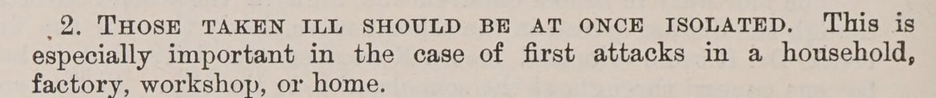 2. THOSE TAKEN ILL SHOULD BE AT ONCE ISOLATED. This is
especially important in the case of first attacks in a household,
factory, workshop, or home.